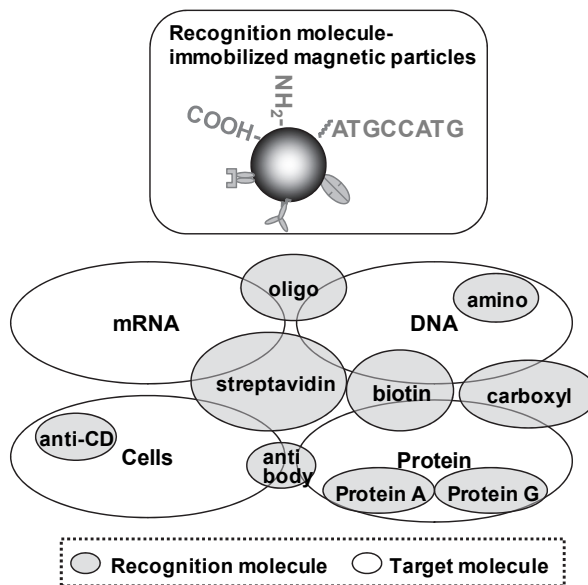 Recognition molecule-
immobilized magnetic particles
NH2-
COOH-
ATGCCATG
oligo
amino
mRNA
DNA
streptavidin
biotin
carboxyl
anti-CD
Cells
anti
body
Protein
Protein A
Protein G
Recognition molecule
Target molecule